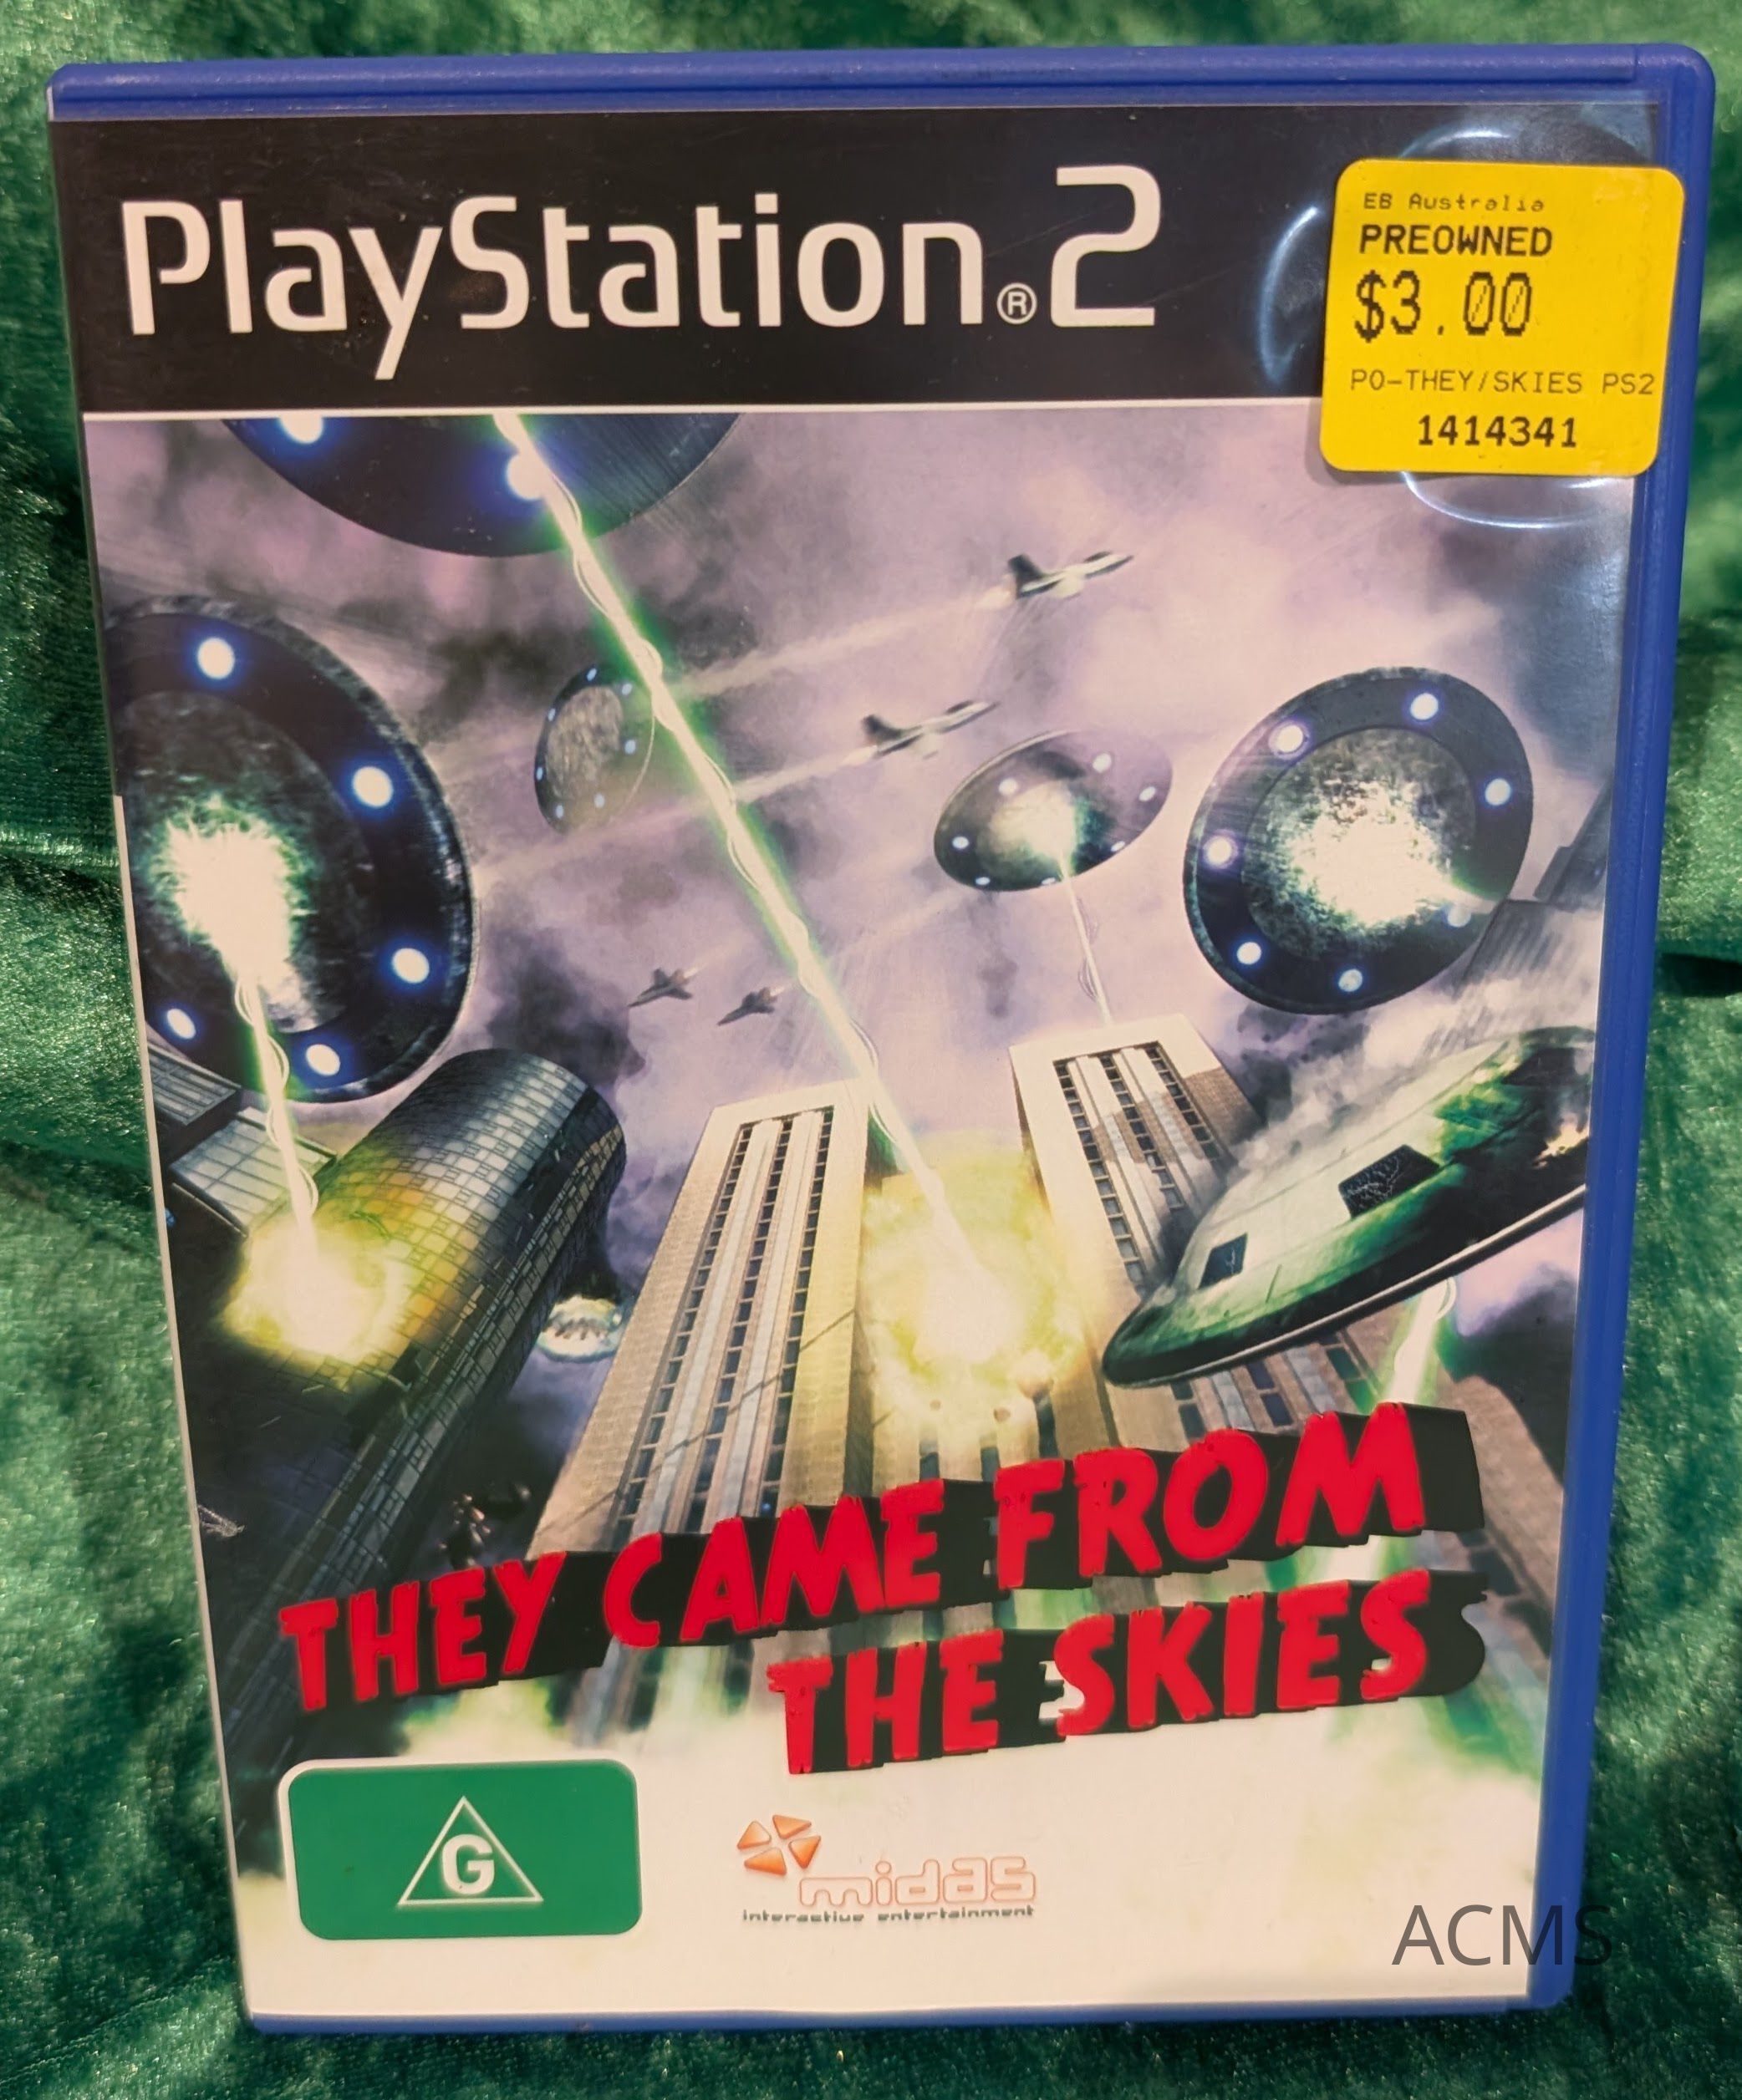 PlayStation®2
EB Australia
PREOWNED
$3.00
PO-THEY/SKIES PS2
1414341
THEY CAME FROM
THE SKIES
G
midas
interactive entertainment
ACMS